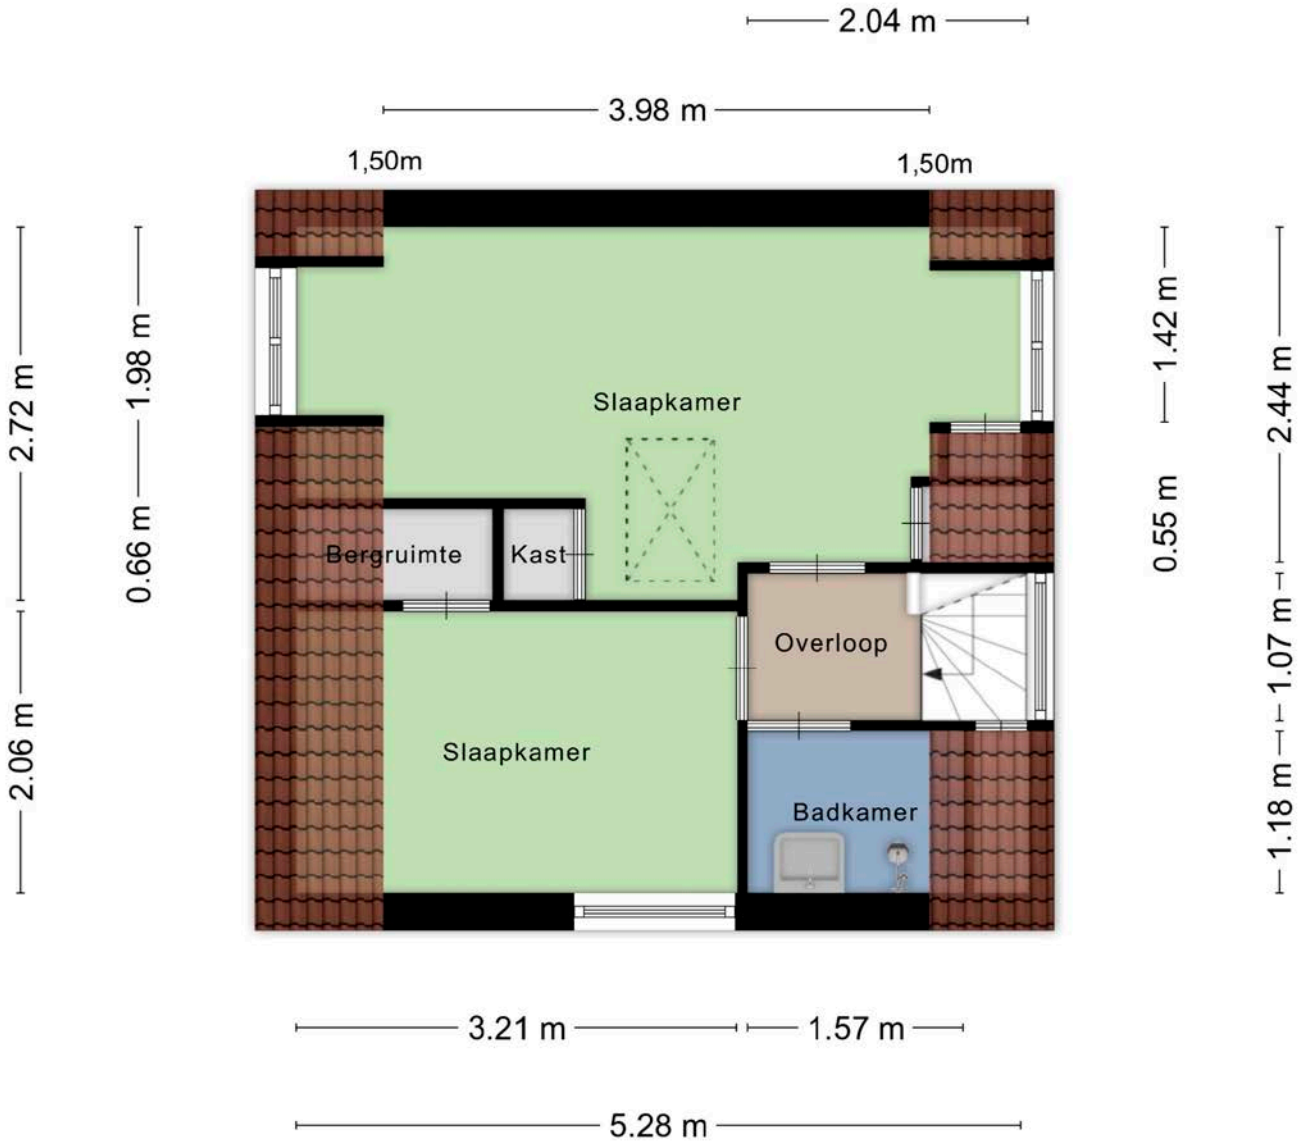 2.04 m
3.98 m
1,50m
1,50m
2.72 m
1.98 m
0.66 m
2.06 m
1.42 m
2.44 m
0.55 m
1.07 m
1.18 m
Slaapkamer
Bergruimte
Kast
Overloop
Slaapkamer
Badkamer
3.21 m
1.57 m
5.28 m